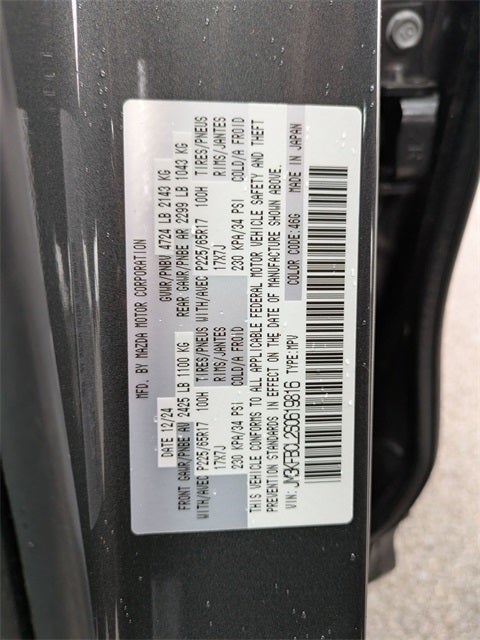 MFD. BY MAZDA MOTOR CORPORATION
DATE 12/24 GVWR/PNBV 4724 LB 2143 KG
FRONT GAWR/PNBE AV 2425 LB 1100 KG REAR GAWR/PNBE AR 2299 LB 1043 KG
WITH/AVEC P225/65R17 100H TIRES/PNEUS WITH/AVEC P225/65R17 100H TIRES/PNEUS
17X7J RIMS/JANTES 17X7J RIMS/JANTES
230 KPA/34 PSI COLD/A FROID 230 KPA/34 PSI COLD/A FROID
THIS VEHICLE CONFORMS TO ALL APPLICABLE FEDERAL MOTOR VEHICLE SAFETY AND THEFT
PREVENTION STANDARDS IN EFFECT ON THE DATE OF MANUFACTURE SHOWN ABOVE.
VIN: JM3KFBCL2S0619816 TYPE:MPV COLOR CODE:46G MADE IN JAPAN